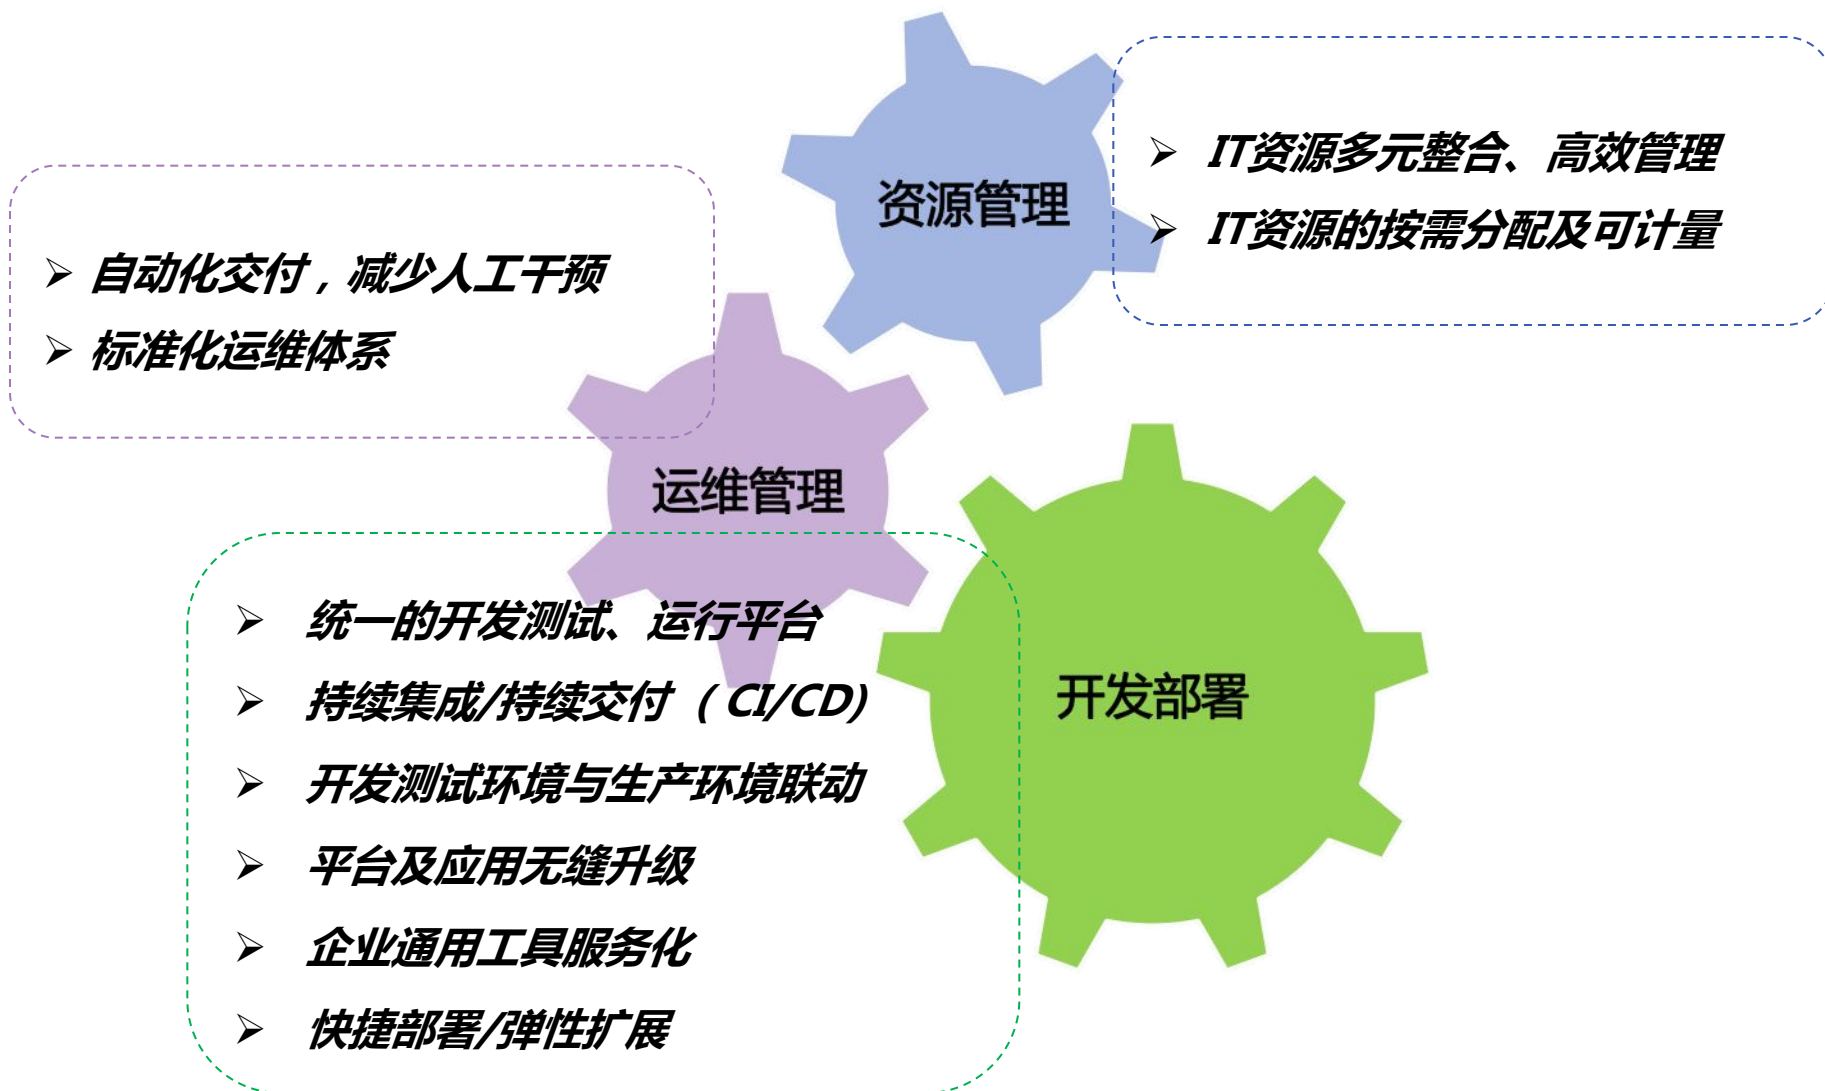 资源管理
IT资源多元整合、高效管理
IT资源的按需分配及可计量
自动化交付，减少人工干预
标准化运维体系
运维管理
统一的开发测试、运行平台
持续集成/持续交付（CI/CD)
开发测试环境与生产环境联动
平台及应用无缝升级
企业通用工具服务化
快捷部署/弹性扩展
开发部署